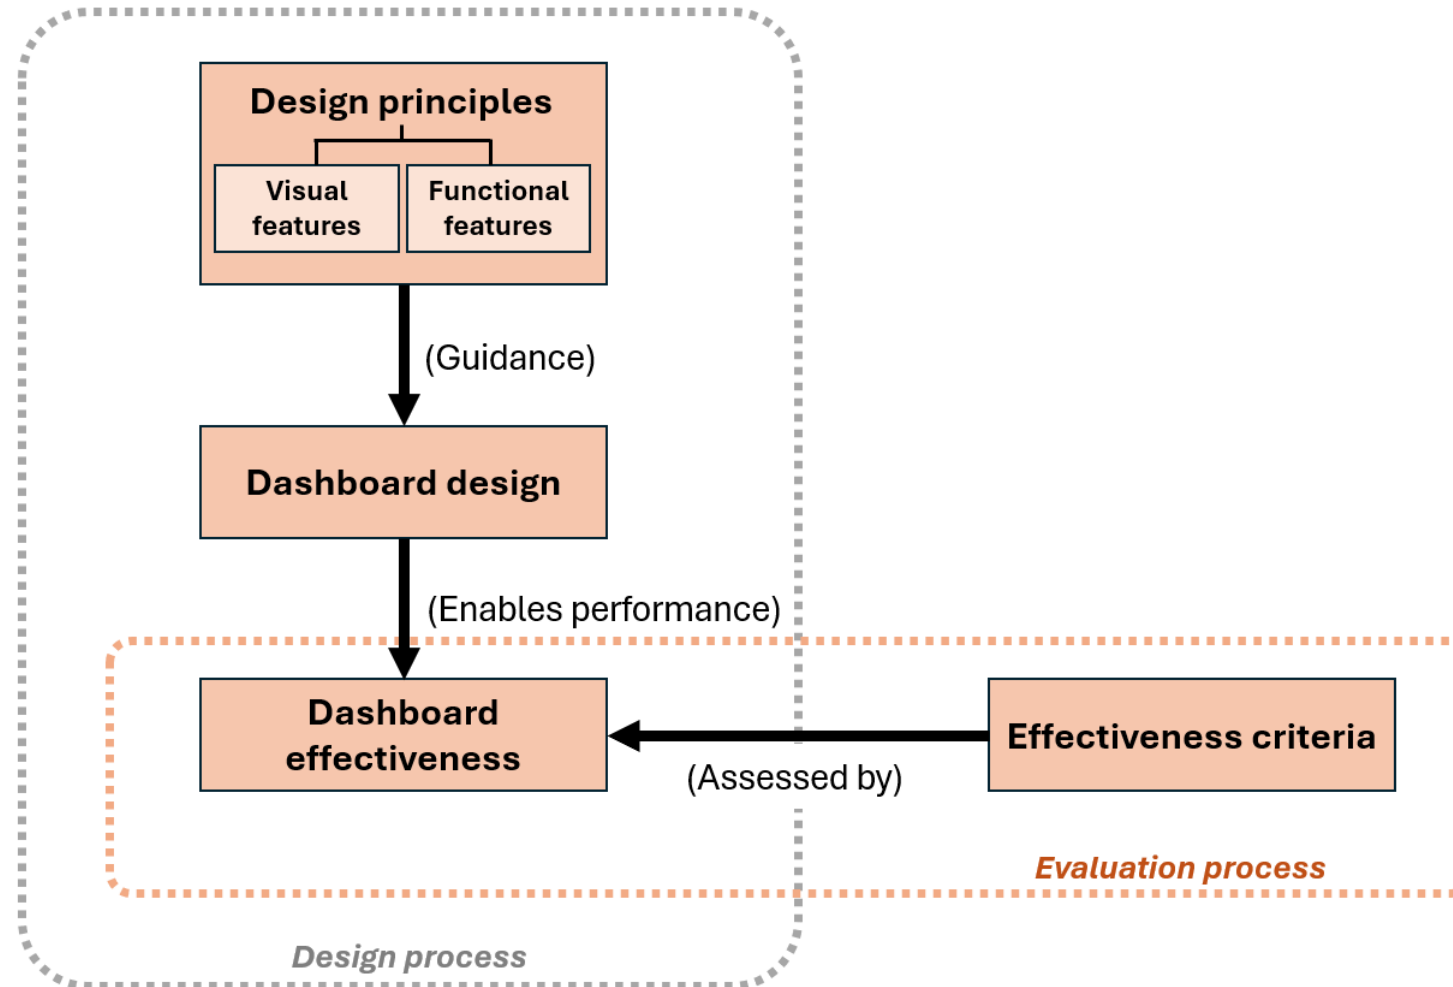 Design principles
Visual
features
Functional
features
(Guidance)
Dashboard design
(Enables performance)
Dashboard
effectiveness
(Assessed by)
Effectiveness criteria
Evaluation process
Design process